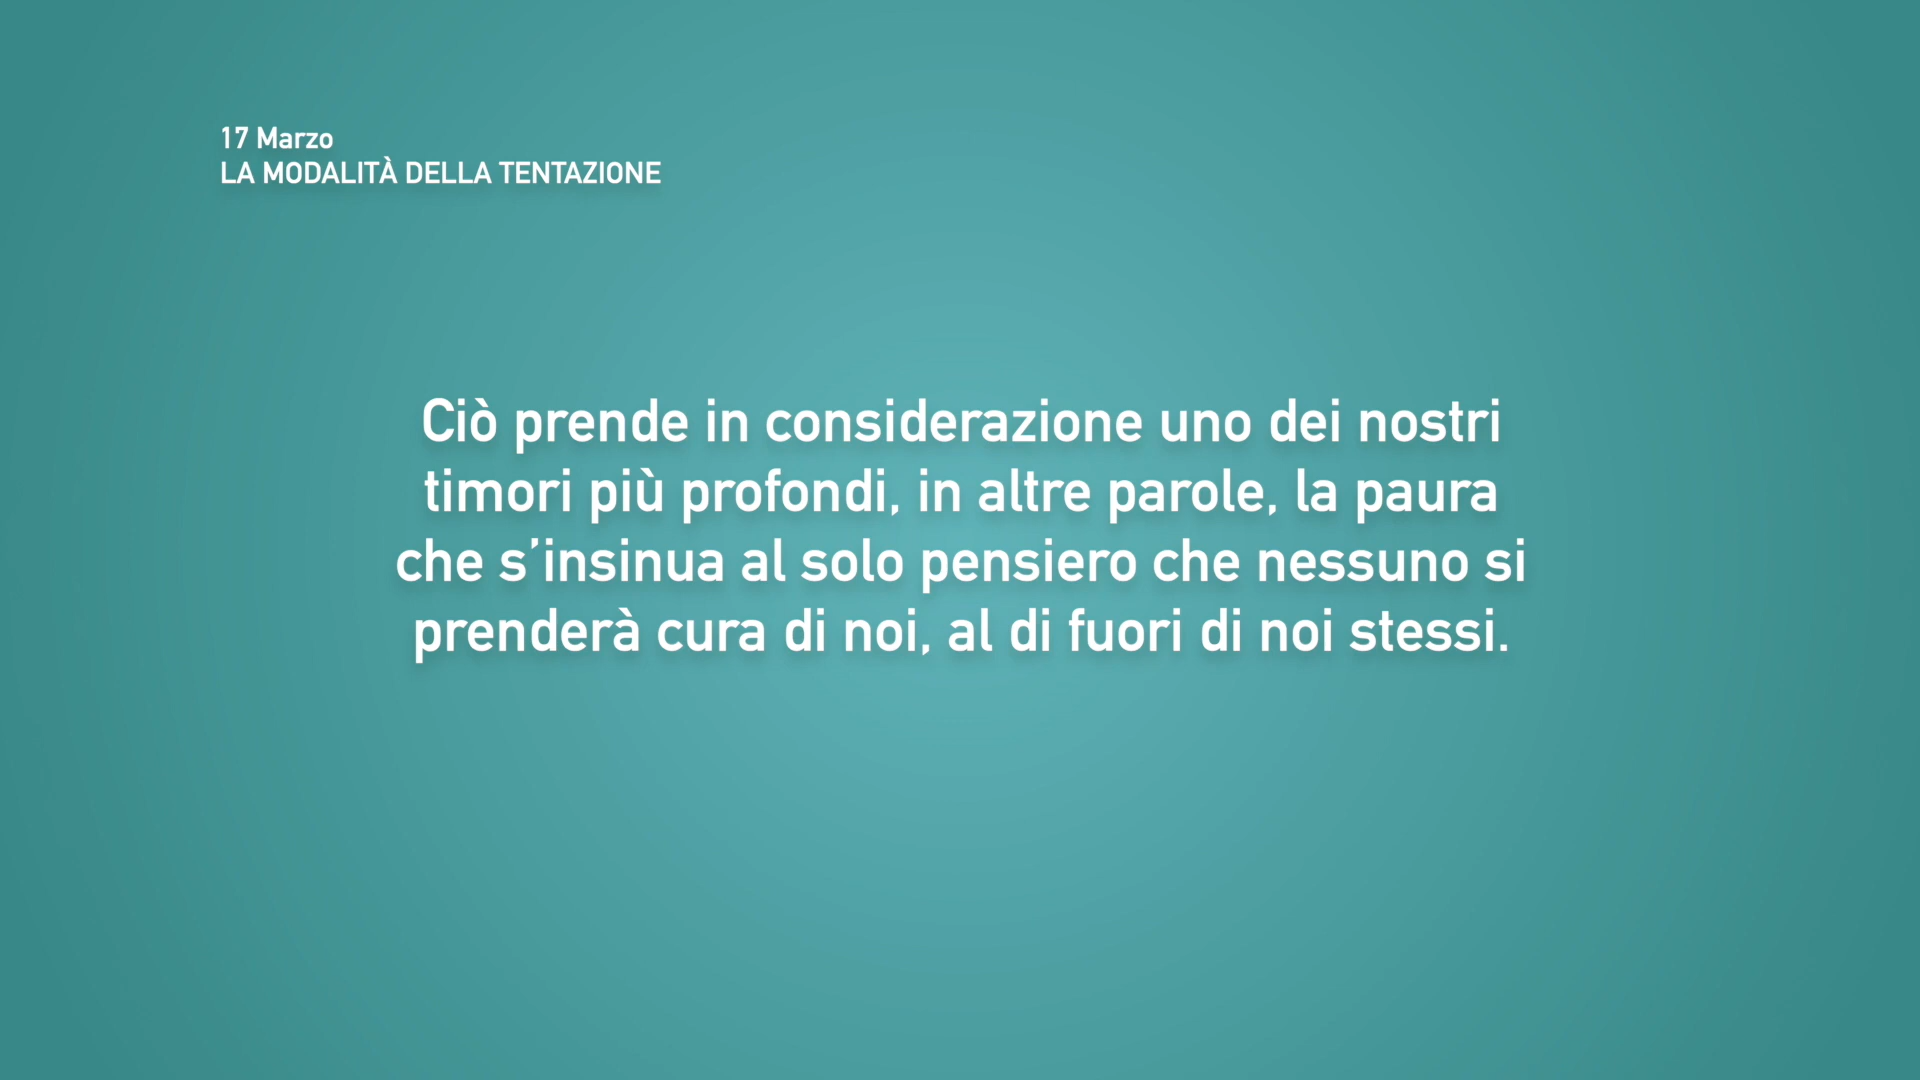 17 Marzo
LA MODALITÀ DELLA TENTAZIONE
Ciò prende in considerazione uno dei nostri
timori più profondi, in altre parole, la paura
che s’insinua al solo pensiero che nessuno si
prenderà cura di noi, al di fuori di noi stessi.